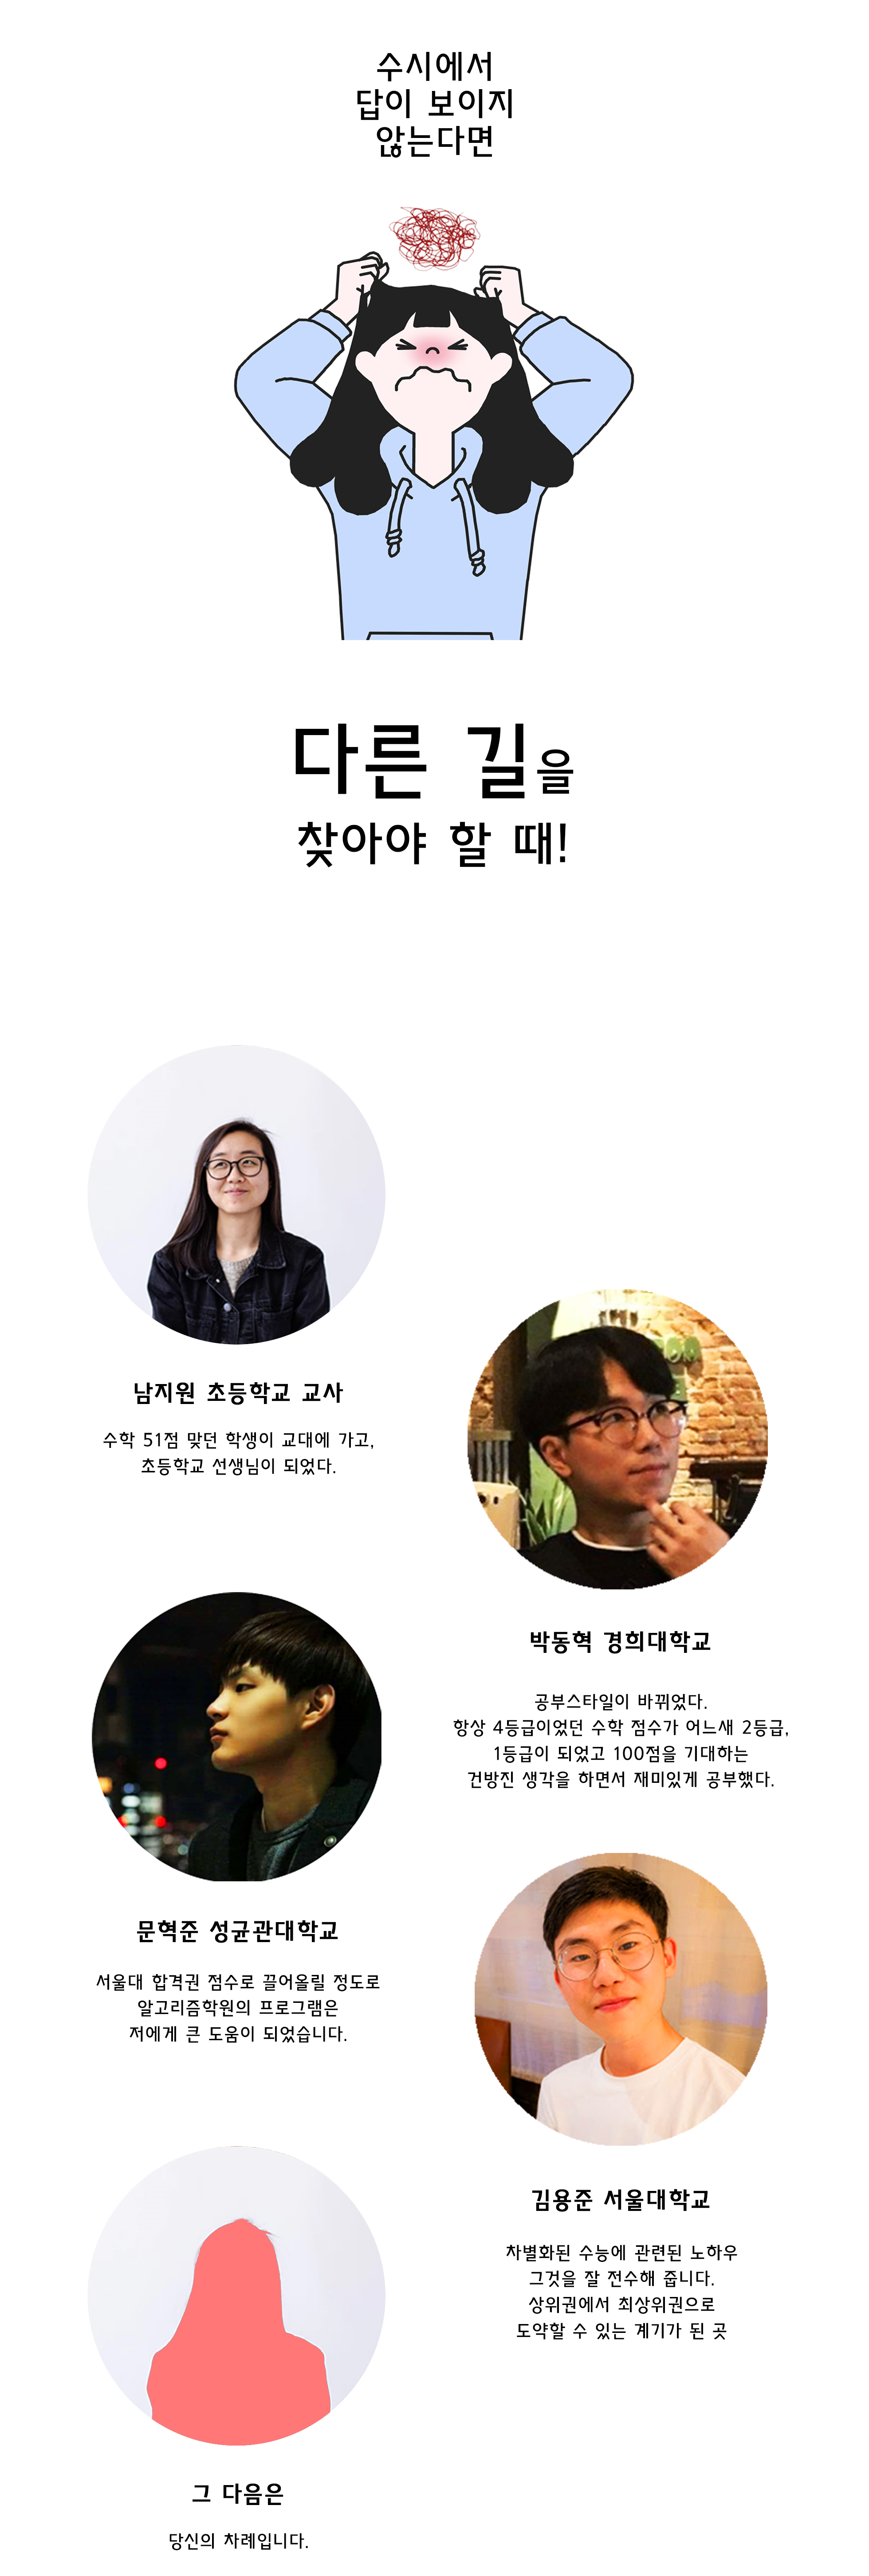 수시에서
답이 보이지
않는다면
다른 길을
찾아야 할 때!
남지원 초등학교 교사
수학 51점 맞던 학생이 교대에 가고,
초등학교 선생님이 되었다.
박동혁 경희대학교
공부스타일이 바뀌었다.
항상 4등급이었던 수학 점수가 어느새 2등급,
1등급이 되었고 100점을 기대하는
건방진 생각을 하면서 재미있게 공부했다.
문혁준 성균관대학교
서울대 합격권 점수로 끌어올릴 정도로
알고리즘학원의 프로그램은
저에게 큰 도움이 되었습니다.
김용준 서울대학교
차별화된 수능에 관련된 노하우
그것을 잘 전수해 줍니다.
상위권에서 최상위권으로
도약할 수 있는 계기가 된 곳
그 다음은
당신의 차례입니다.